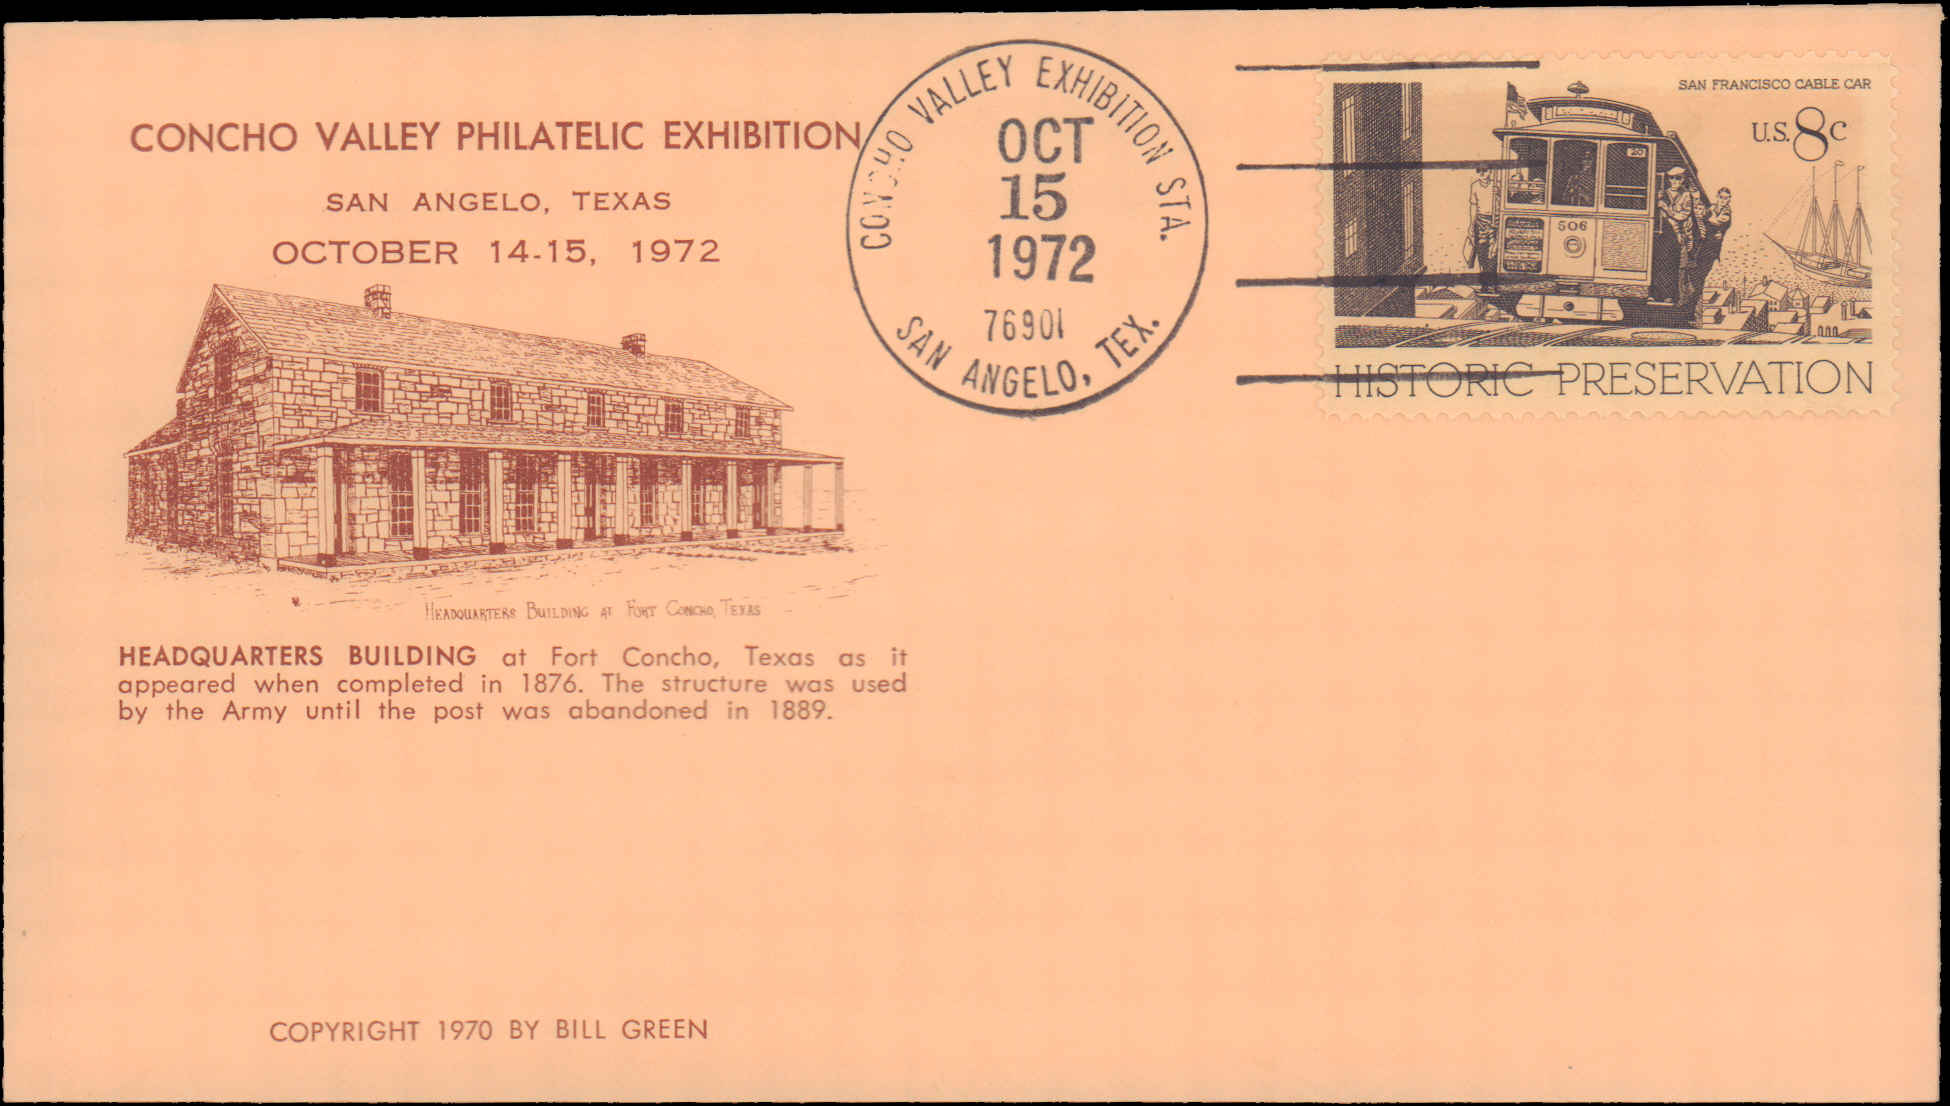 CONCHO VALLEY PHILATELIC EXHIBITION
SAN ANGELO, TEXAS
OCTOBER 14-15, 1972
HEADQUARTERS BUILDING AT FORT CONCHO, TEXAS
HEADQUARTERS BUILDING at Fort Concho, Texas as it
appeared when completed in 1876. The structure was used
by the Army until the post was abandoned in 1889.
COPYRIGHT 1970 BY BILL GREEN
CONCHO VALLEY EXHIBITION STA.
OCT
15
1972
76901
SAN ANGELO, TEX.
SAN FRANCISCO CABLE CAR
U.S. 8c
20
506
HISTORIC PRESERVATION